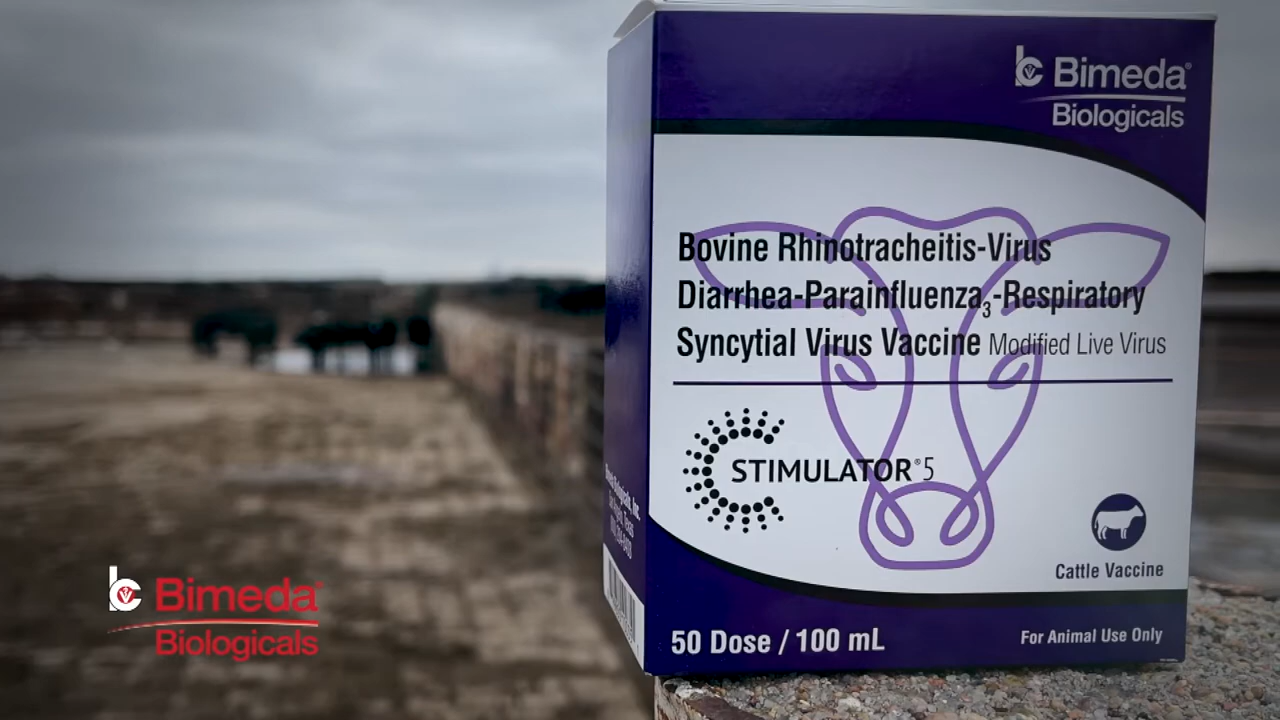 Bimeda®
Biologicals
Bovine Rhinotracheitis-Virus
Diarrhea-Parainfluenza₃-Respiratory
Syncytial Virus Vaccine Modified Live Virus
STIMULATOR®5
Cattle Vaccine
50 Dose / 100 mL
For Animal Use Only
Bimeda
Biologicals